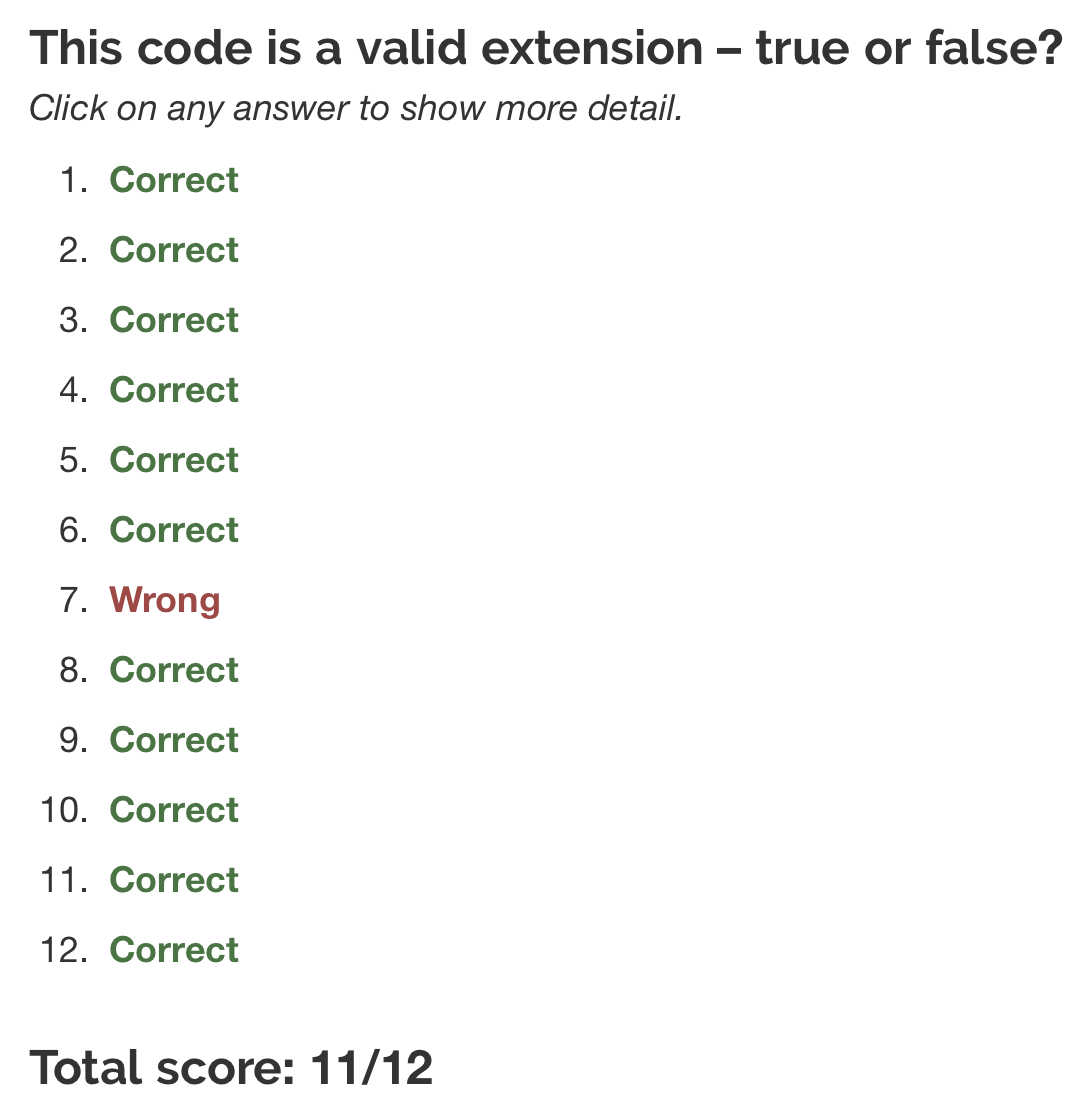 This code is a valid extension – true or false?
Click on any answer to show more detail.
1. Correct
2. Correct
3. Correct
4. Correct
5. Correct
6. Correct
7. Wrong
8. Correct
9. Correct
10. Correct
11. Correct
12. Correct
Total score: 11/12